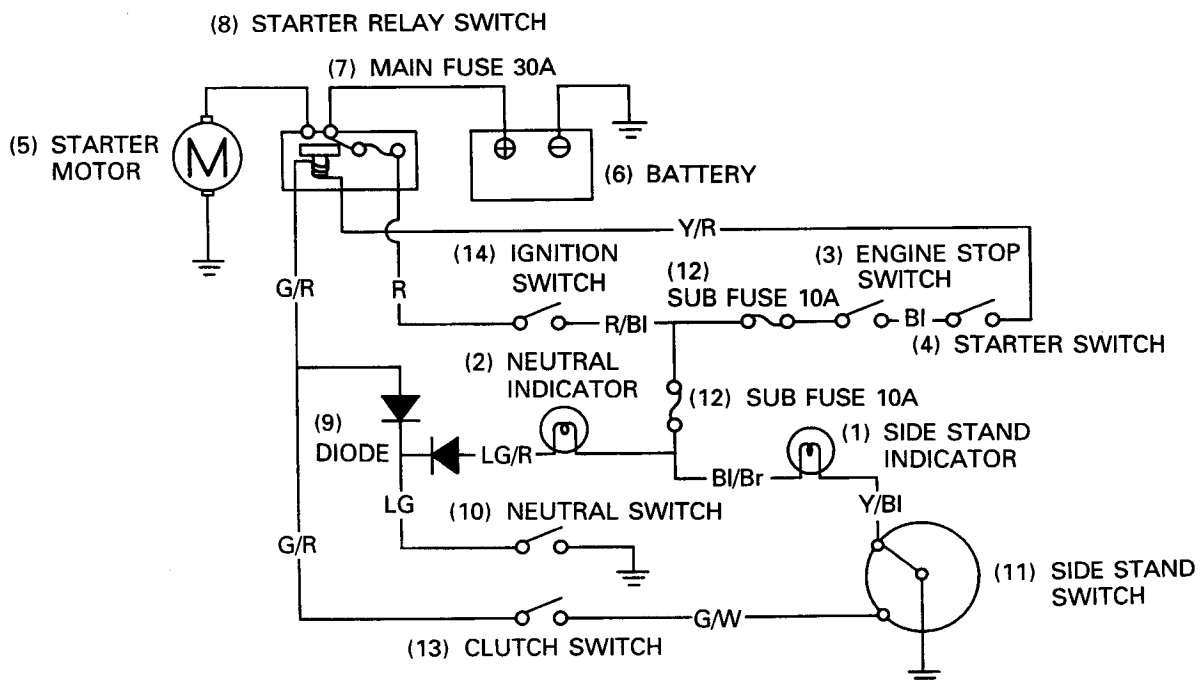 (8) STARTER RELAY SWITCH
(7) MAIN FUSE 30A
(5) STARTER
MOTOR
M
(6) BATTERY
Y/R
(14) IGNITION
SWITCH
(12)
SUB FUSE 10A
(3) ENGINE STOP
SWITCH
G/R
R
R/Bl
Bl
(4) STARTER SWITCH
(2) NEUTRAL
INDICATOR
(12) SUB FUSE 10A
(9)
DIODE
LG/R
(1) SIDE STAND
INDICATOR
Bl/Br
LG
(10) NEUTRAL SWITCH
Y/Bl
G/R
(11) SIDE STAND
SWITCH
G/W
(13) CLUTCH SWITCH